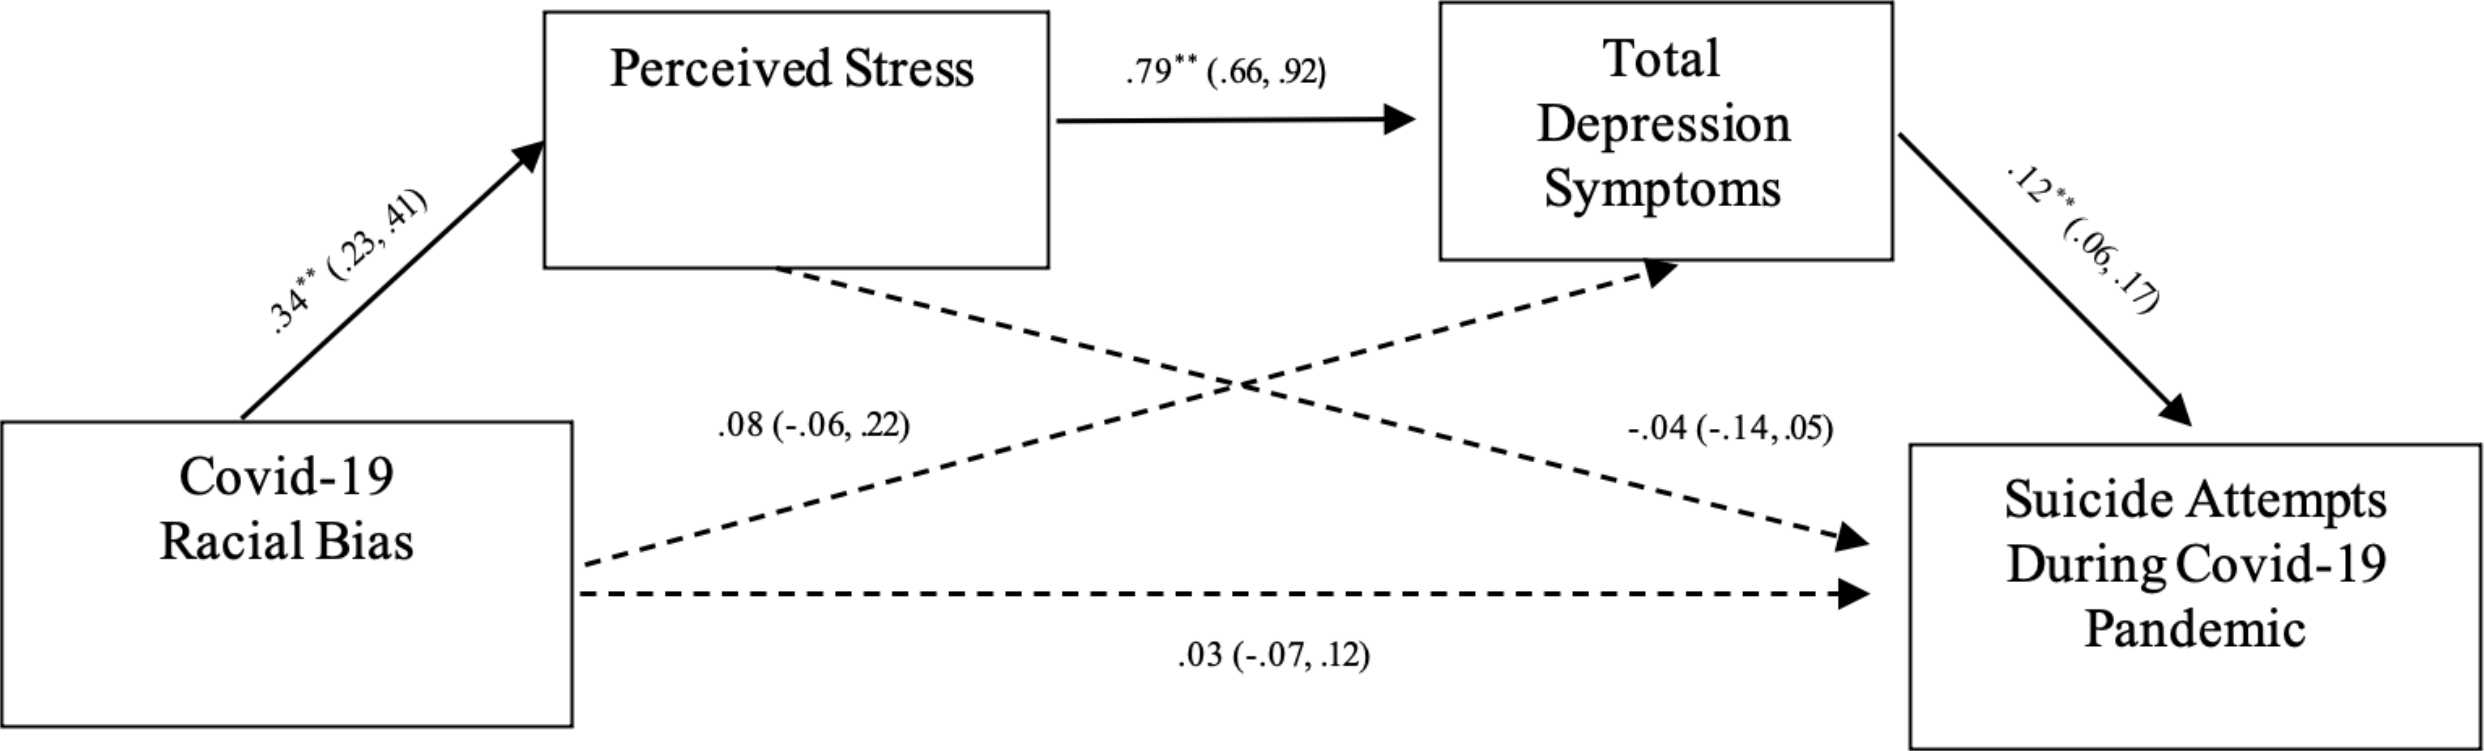 Perceived Stress
.79** (.66, .92)
Total
Depression
Symptoms
.34** (.23, .41)
.12** (.06, .17)
.08 (-.06, .22)
-.04 (-.14, .05)
Covid-19
Racial Bias
Suicide Attempts
During Covid-19
Pandemic
.03 (-.07, .12)